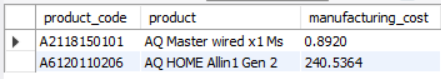 product_code product manufacturing_cost
A2118150101 AQ Master wired x1 Ms 0.8920
A6120110206 AQ HOME Allin1 Gen 2 240.5364